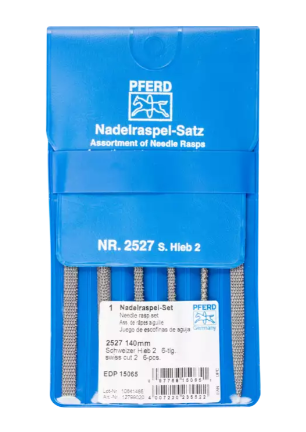 PFERD
Nadelraspel-Satz
Assortment of Needle Rasps
NR. 2527 S. Hieb 2
1 Nadelraspel-Set
Needle rasp set
Juego de escofinas de aguja
PFERD
Germany
2527 140mm
Schweizer Hieb 2 6-tlg.
swiss cut 2 6-pcs.
EDP 15065